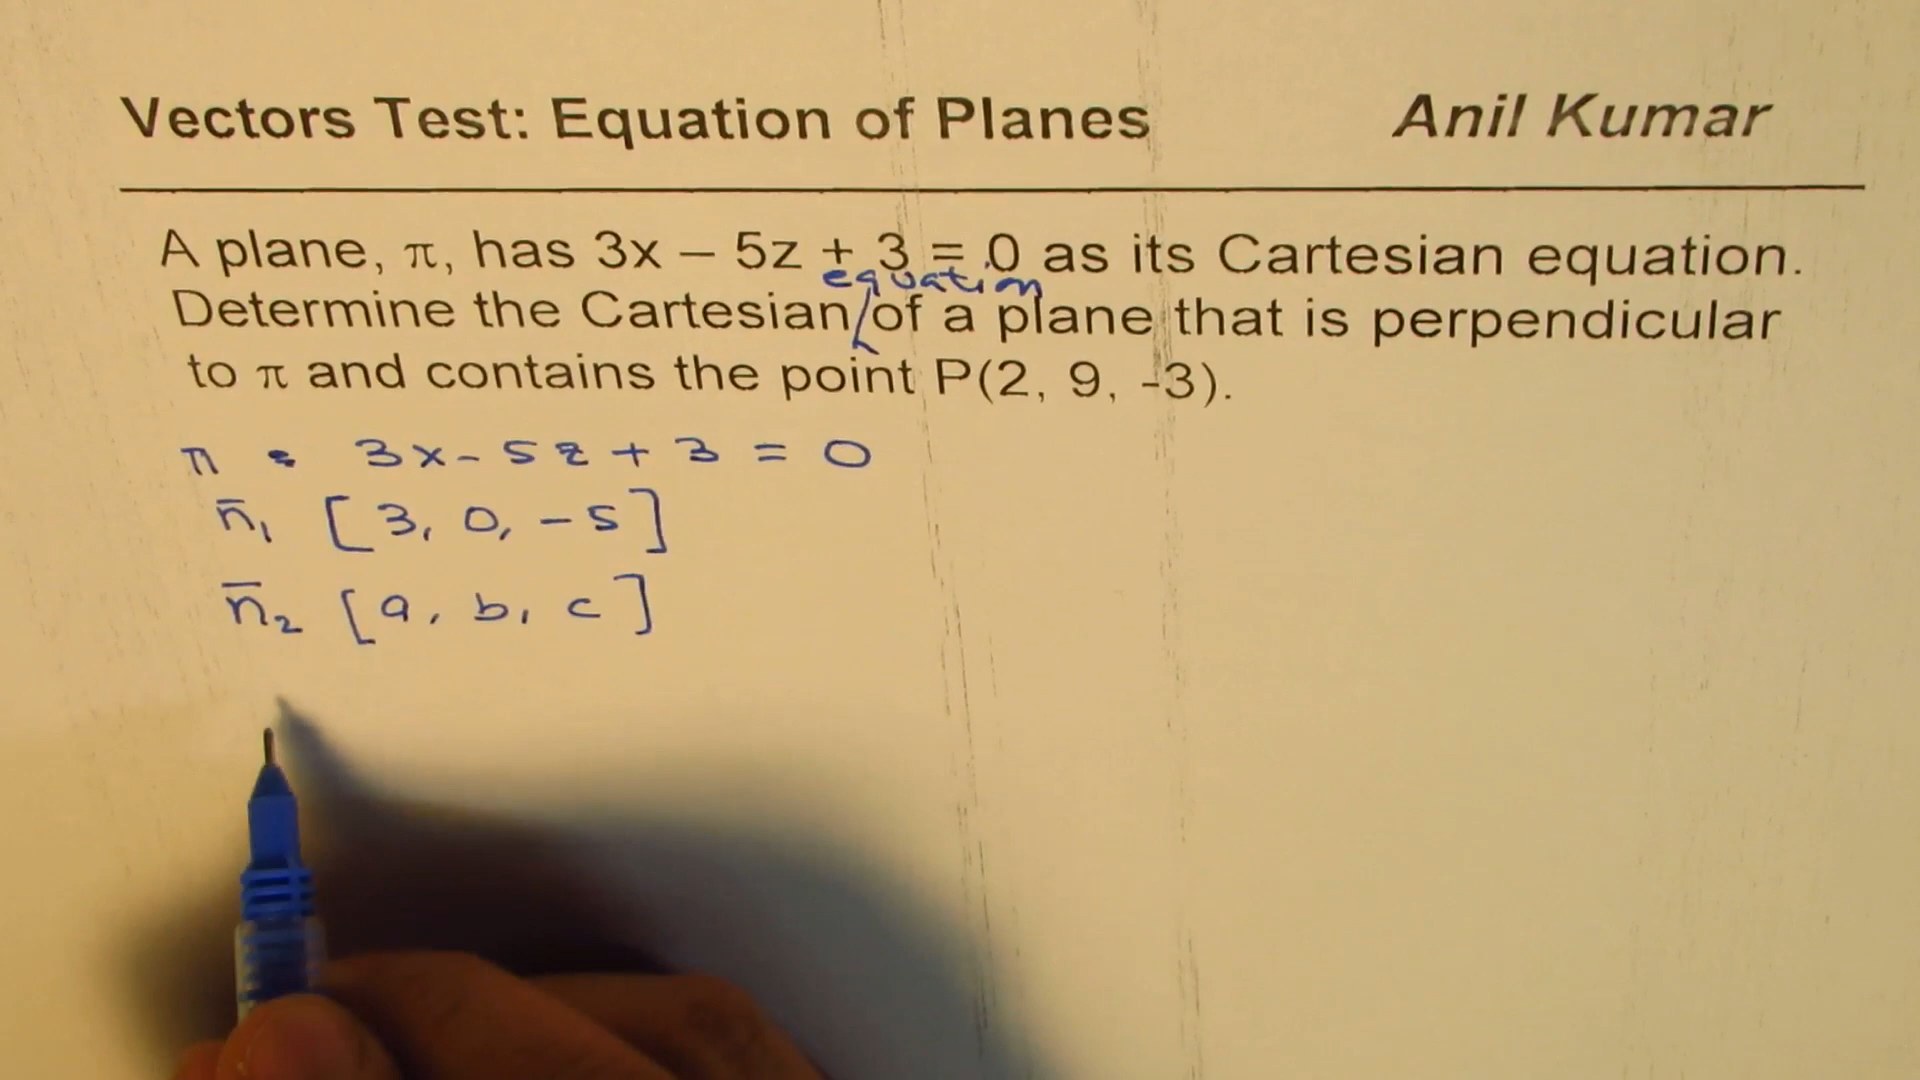 Vectors Test: Equation of Planes Anil Kumar
A plane, π, has 3x – 5z + 3 = 0 as its Cartesian equation.
equation
Determine the Cartesian of a plane that is perpendicular
to π and contains the point P(2, 9, -3).
π = 3x - 5z + 3 = 0
n̄₁ [3, 0, -5]
n̄₂ [a, b, c]